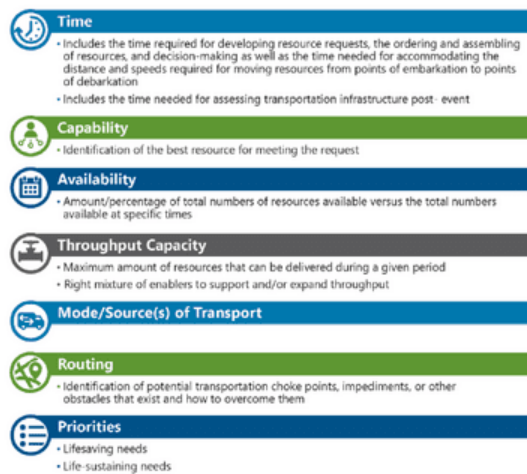 Time
• Includes the time required for developing resource requests, the ordering and assembling
of resources, and decision-making as well as the time needed for accommodating the
distance and speeds required for moving resources from points of embarkation to points
of debarkation
• Includes the time needed for assessing transportation infrastructure post- event
Capability
• Identification of the best resource for meeting the request
Availability
• Amount/percentage of total numbers of resources available versus the total numbers
available at specific times
Throughput Capacity
• Maximum amount of resources that can be delivered during a given period
• Right mixture of enablers to support and/or expand throughput
Mode/Source(s) of Transport
Routing
• Identification of potential transportation choke points, impediments, or other
obstacles that exist and how to overcome them
Priorities
• Lifesaving needs
• Life-sustaining needs